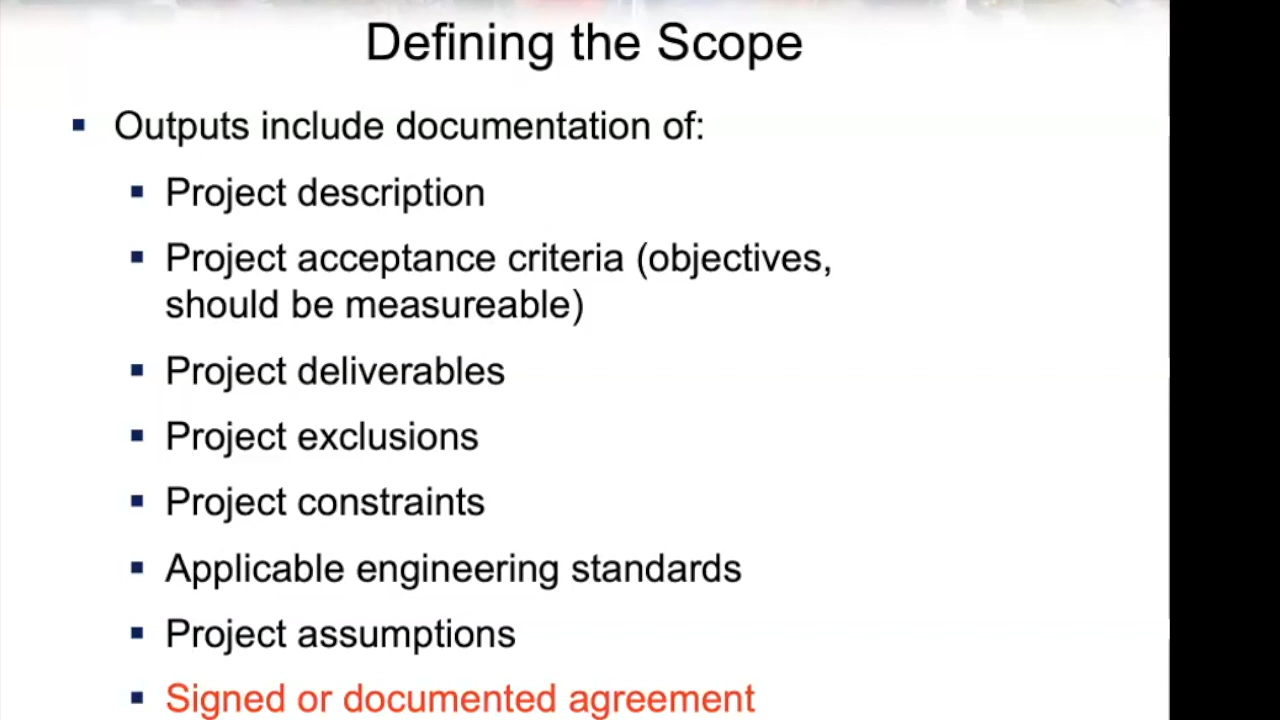 Defining the Scope
▪ Outputs include documentation of:
▪ Project description
▪ Project acceptance criteria (objectives,
should be measureable)
▪ Project deliverables
▪ Project exclusions
▪ Project constraints
▪ Applicable engineering standards
▪ Project assumptions
▪ Signed or documented agreement